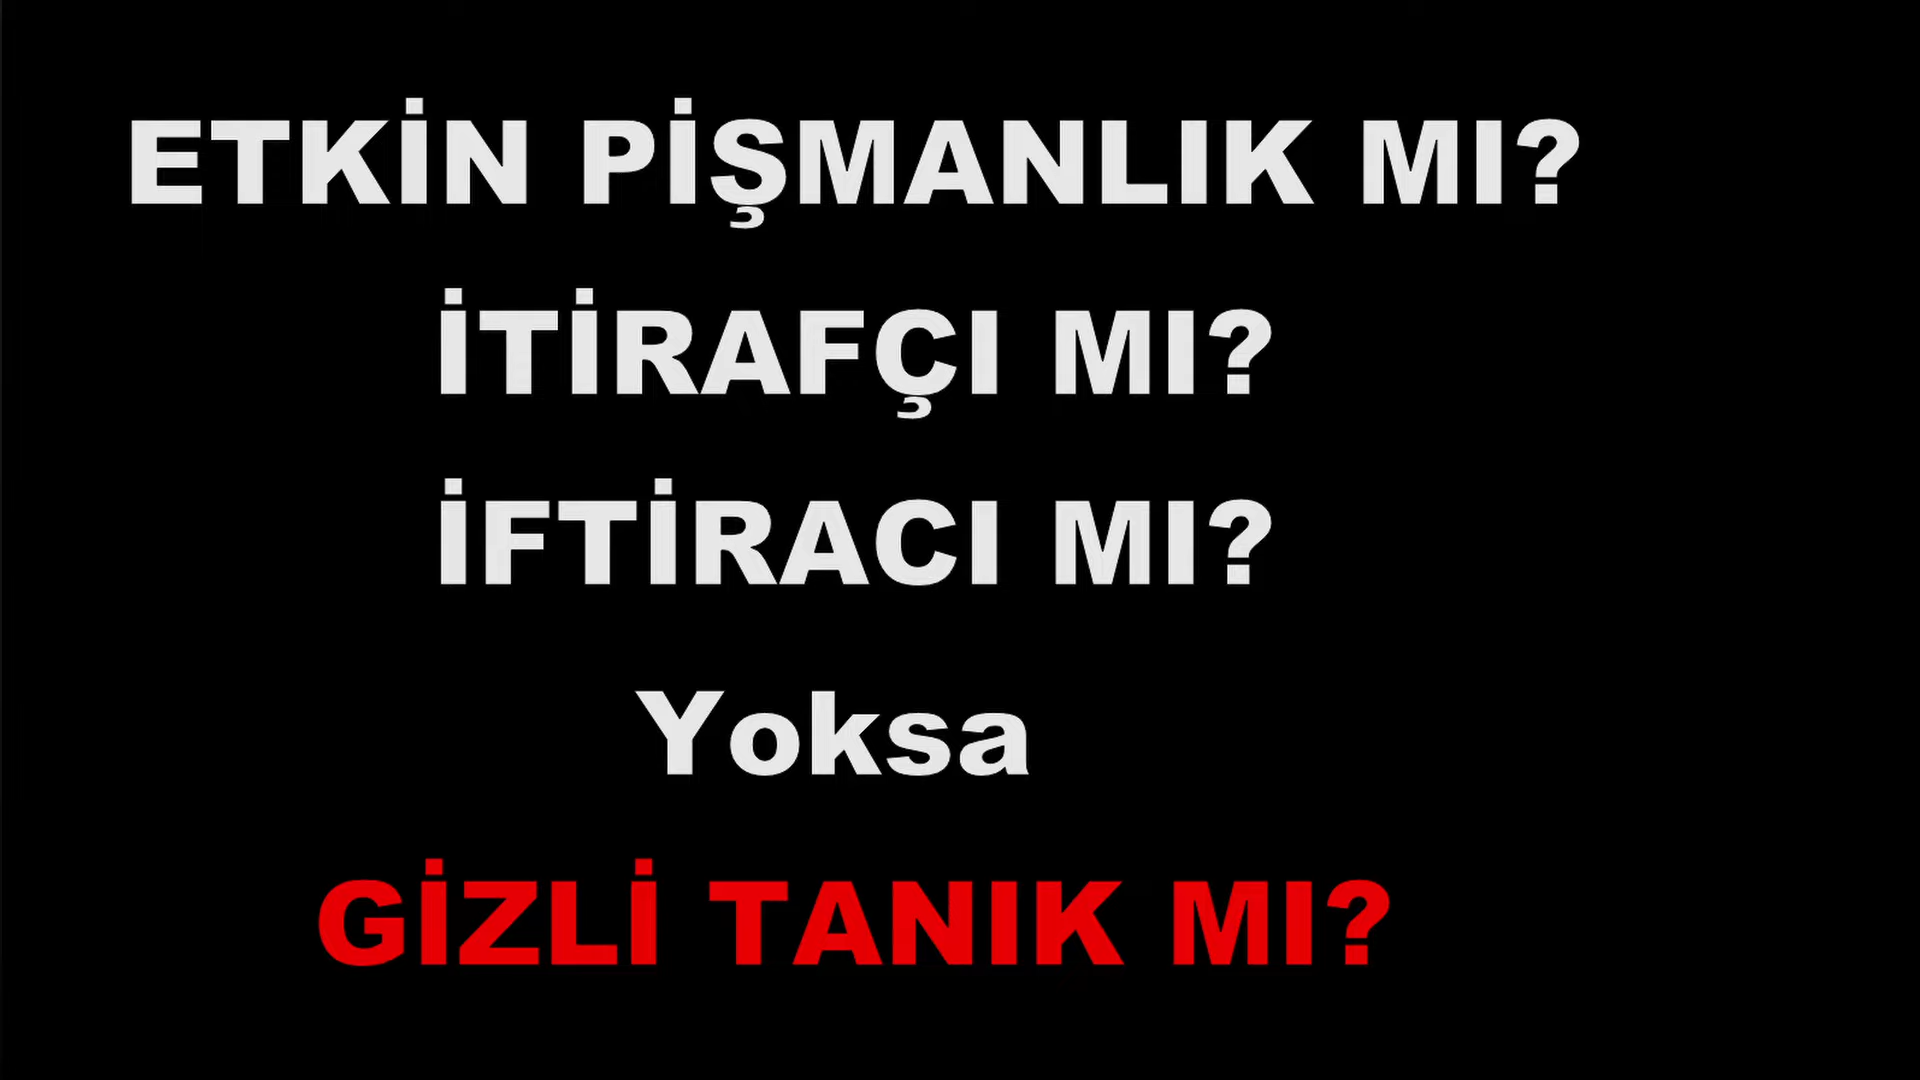 ETKİN PİŞMANLIK MI?
İTİRAFÇI MI?
İFTİRACI MI?
Yoksa
GİZLİ TANIK MI?